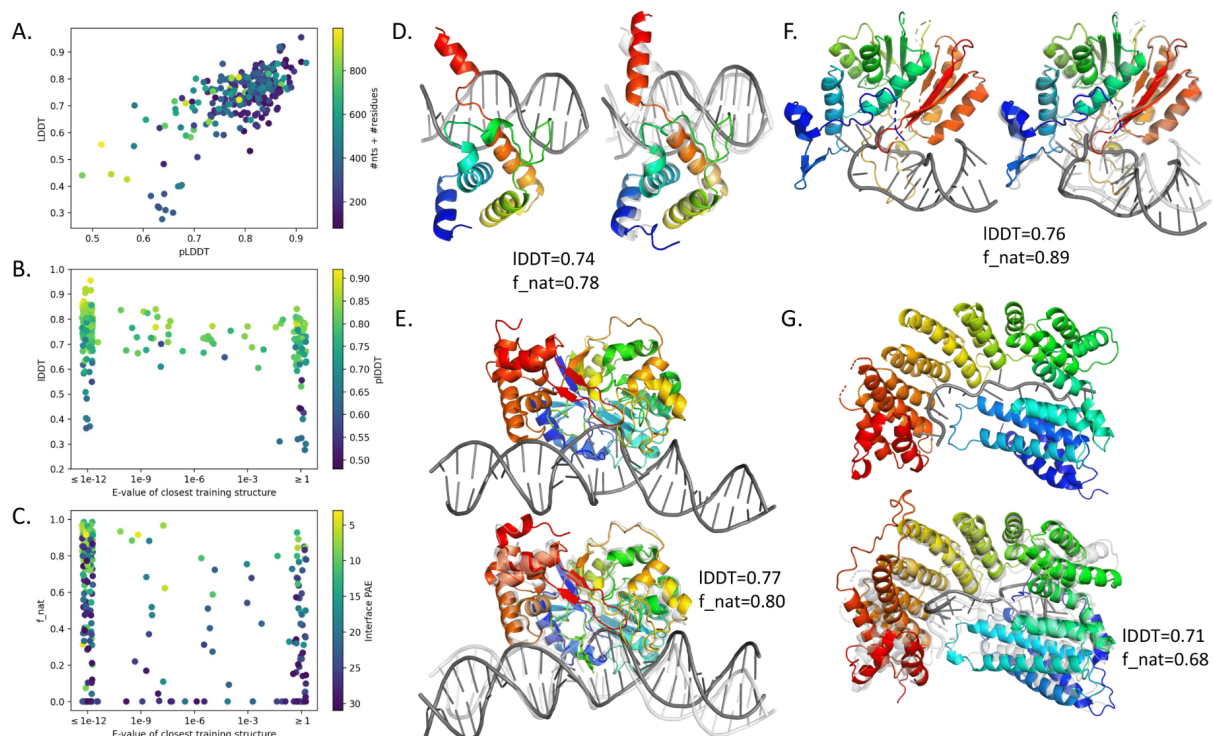 A.
LDDT
1.0
0.9
0.8
0.7
0.6
0.5
0.4
0.3
0.5
0.6
0.7
0.8
0.9
pLDDT
800
600
400
200
#nts + #residues
B.
lDDT
1.0
0.9
0.8
0.7
0.6
0.5
0.4
0.3
0.2
≤ 1e-12
1e-9
1e-6
1e-3
≥ 1
E-value of closest training structure
0.90
0.85
0.80
0.75
0.70
0.65
0.60
0.55
0.50
plDDT
C.
f_nat
1.0
0.8
0.6
0.4
0.2
0.0
≤ 1e-12
1e-9
1e-6
1e-3
≥ 1
E-value of closest training structure
5
10
15
20
25
30
Interface PAE
D.
lDDT=0.74
f_nat=0.78
E.
lDDT=0.77
f_nat=0.80
F.
lDDT=0.76
f_nat=0.89
G.
lDDT=0.71
f_nat=0.68